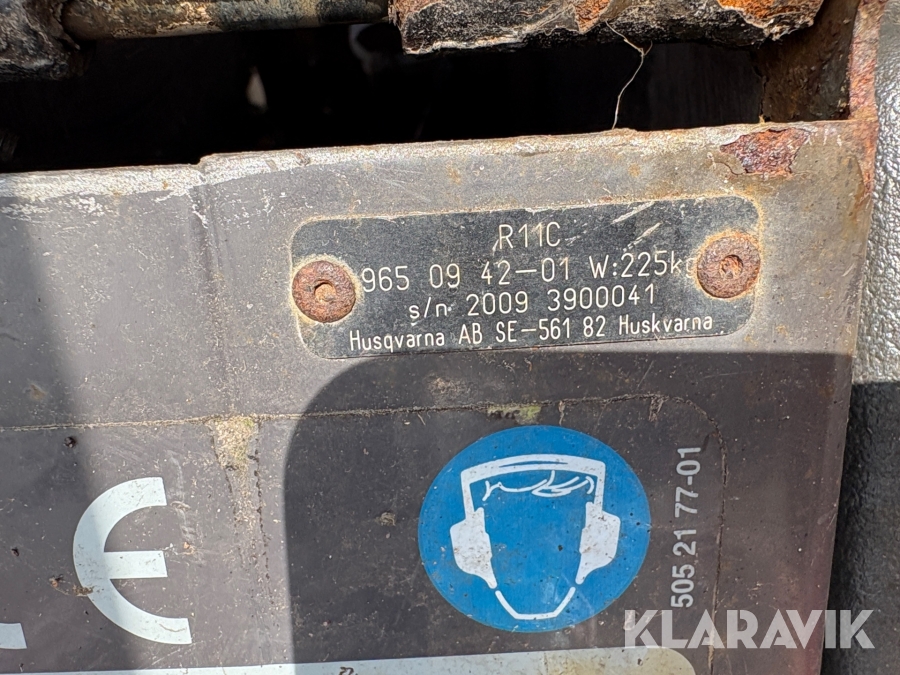 R11C
965 09 42-01 W:225kg
s/n 2009 3900041
Husqvarna AB SE-561 82 Huskvarna
CE
505 21 77-01
KLARAVIK